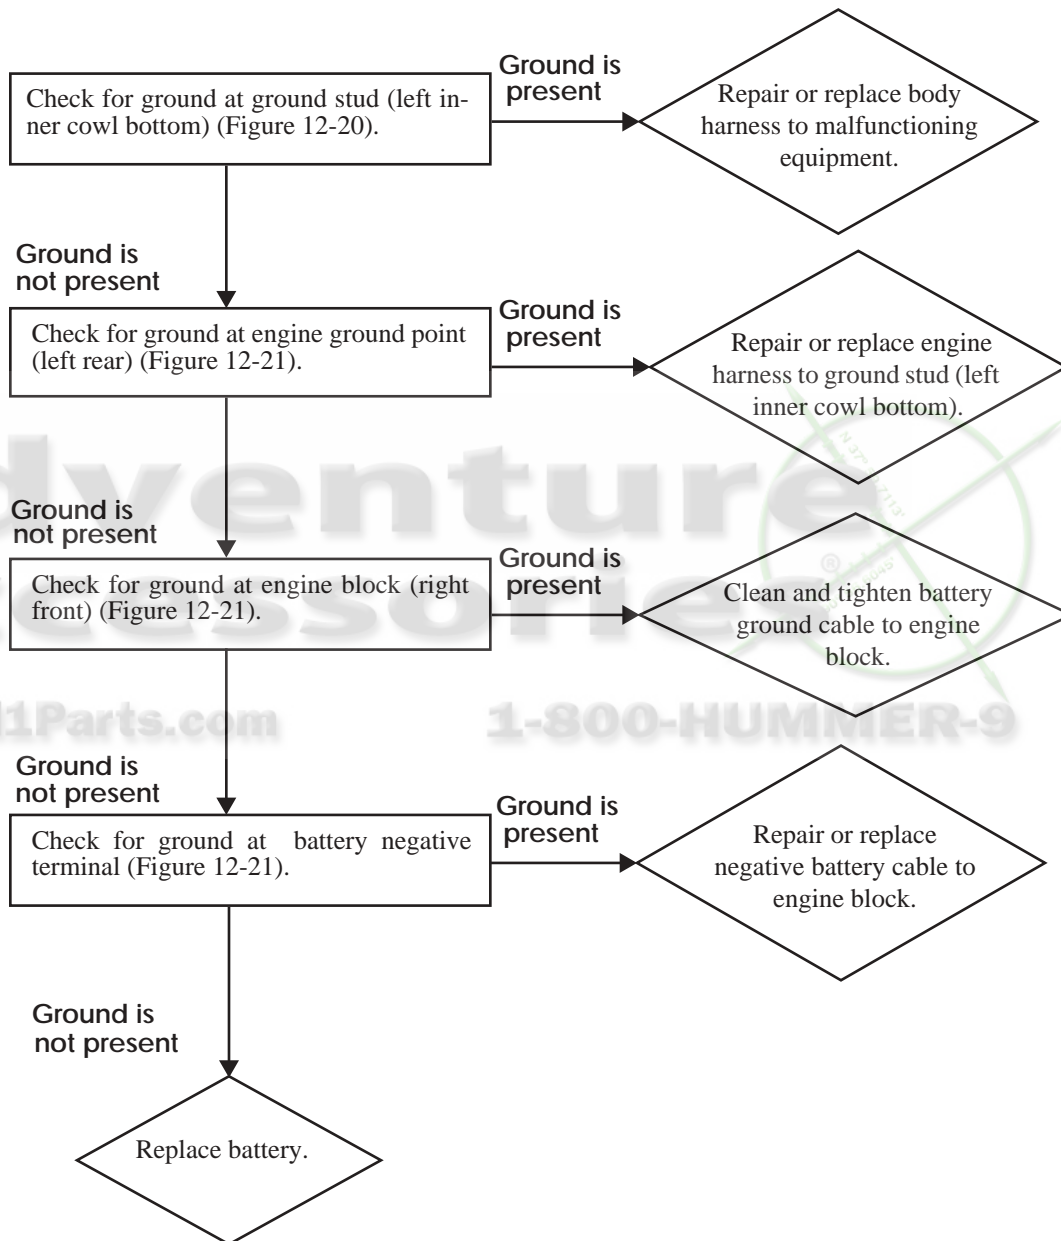 Ground is
present
Check for ground at ground stud (left in-
ner cowl bottom) (Figure 12-20).
Repair or replace body
harness to malfunctioning
equipment.
Ground is
not present
Ground is
present
Check for ground at engine ground point
(left rear) (Figure 12-21).
Repair or replace engine
harness to ground stud (left
inner cowl bottom).
dventure
Ground is
not present
Ground is
present
Check for ground at engine block (right
front) (Figure 12-21).
Clean and tighten battery
ground cable to engine
block.
ccessories
®
1Parts.com
1-800-HUMMER-9
Ground is
not present
Ground is
present
Check for ground at battery negative
terminal (Figure 12-21).
Repair or replace
negative battery cable to
engine block.
Ground is
not present
Replace battery.